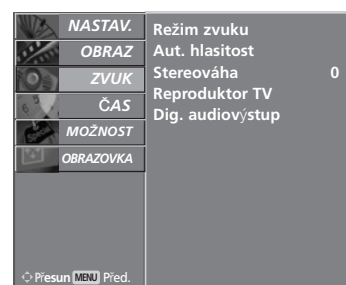 NASTAV.
OBRAZ
ZVUK
ČAS
MOŽNOST
OBRAZOVKA
Režim zvuku
Aut. hlasitost
Stereováha 0
Reproduktor TV
Dig. audiovýstup
Přesun MENU Před.